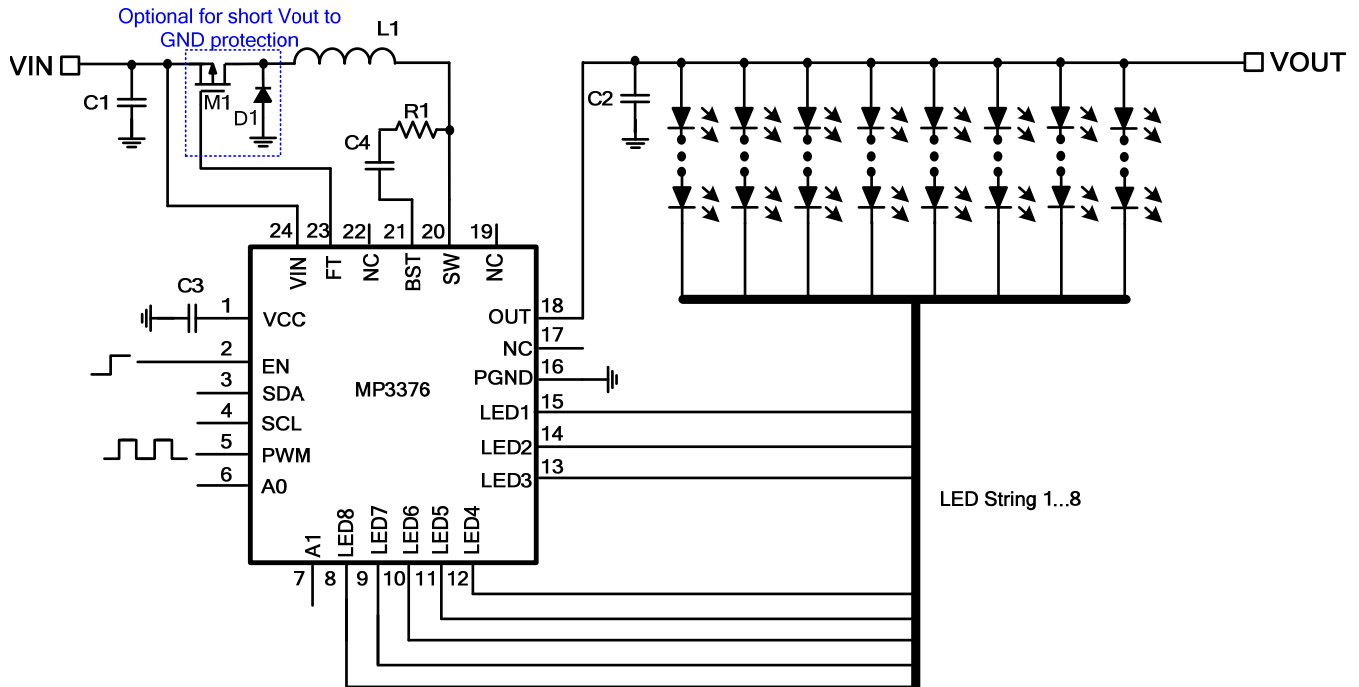 Optional for short Vout to
GND protection
L1
VIN
VOUT
C1
M1
D1
C2
R1
C4
24
23
22
21
20
19
VIN
FT
NC
BST
SW
NC
C3
1
VCC
2
EN
3
SDA
4
SCL
5
PWM
6
A0
MP3376
OUT
18
NC
17
PGND
16
LED1
15
LED2
14
LED3
13
LED String 1...8
A1
LED8
LED7
LED6
LED5
LED4
7
8
9
10
11
12